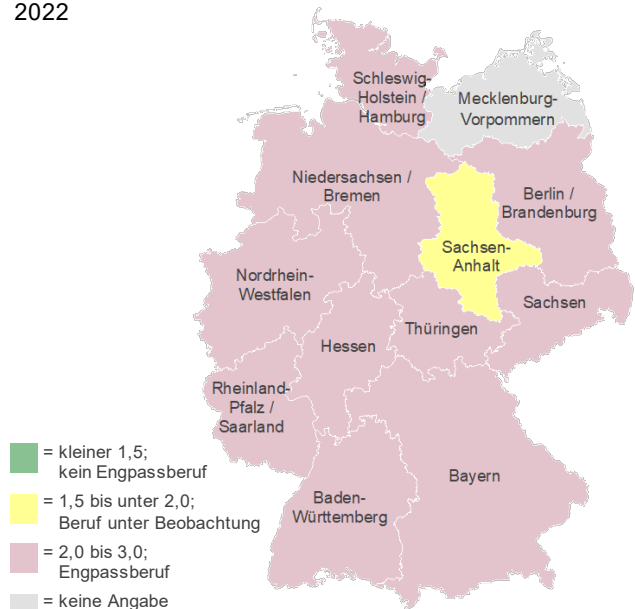 2022
Schleswig-
Holstein /
Hamburg
Mecklenburg-
Vorpommern
Niedersachsen /
Bremen
Berlin /
Brandenburg
Sachsen-
Anhalt
Nordrhein-
Westfalen
Sachsen
Thüringen
Hessen
Rheinland-
Pfalz /
Saarland
Bayern
Baden-
Württemberg
= kleiner 1,5;
kein Engpassberuf
= 1,5 bis unter 2,0;
Beruf unter Beobachtung
= 2,0 bis 3,0;
Engpassberuf
= keine Angabe